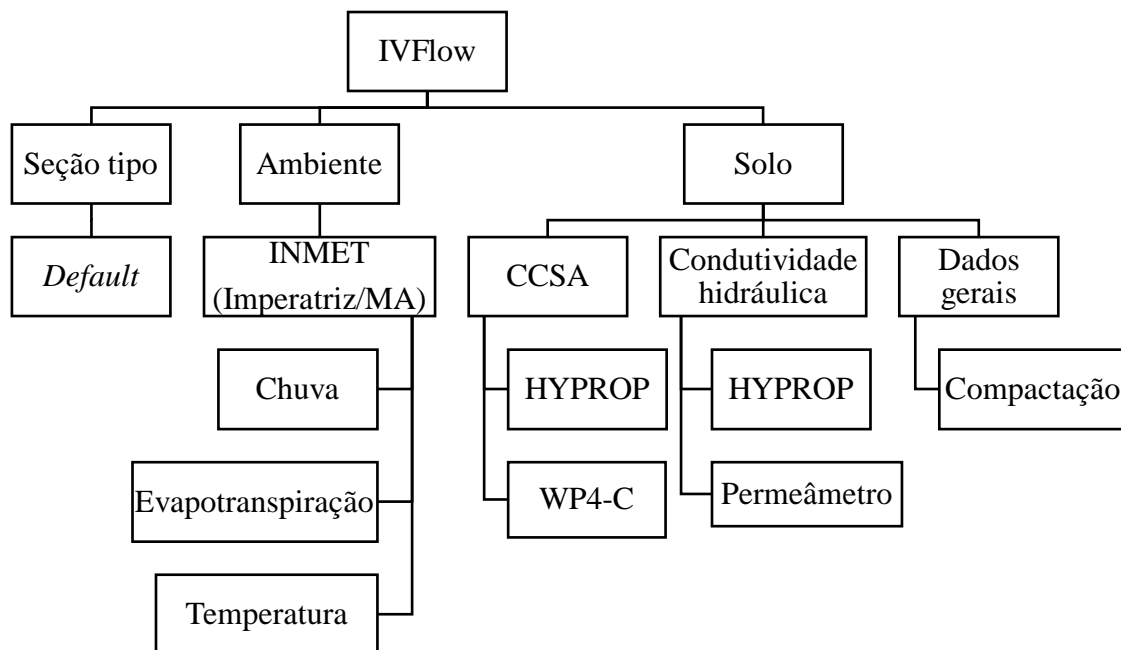 IVFlow
Seção tipo
Ambiente
Solo
Default
INMET
(Imperatriz/MA)
CCSA
Condutividade
hidráulica
Dados
gerais
Chuva
HYPROP
HYPROP
Compactação
Evapotranspiração
WP4-C
Permeâmetro
Temperatura